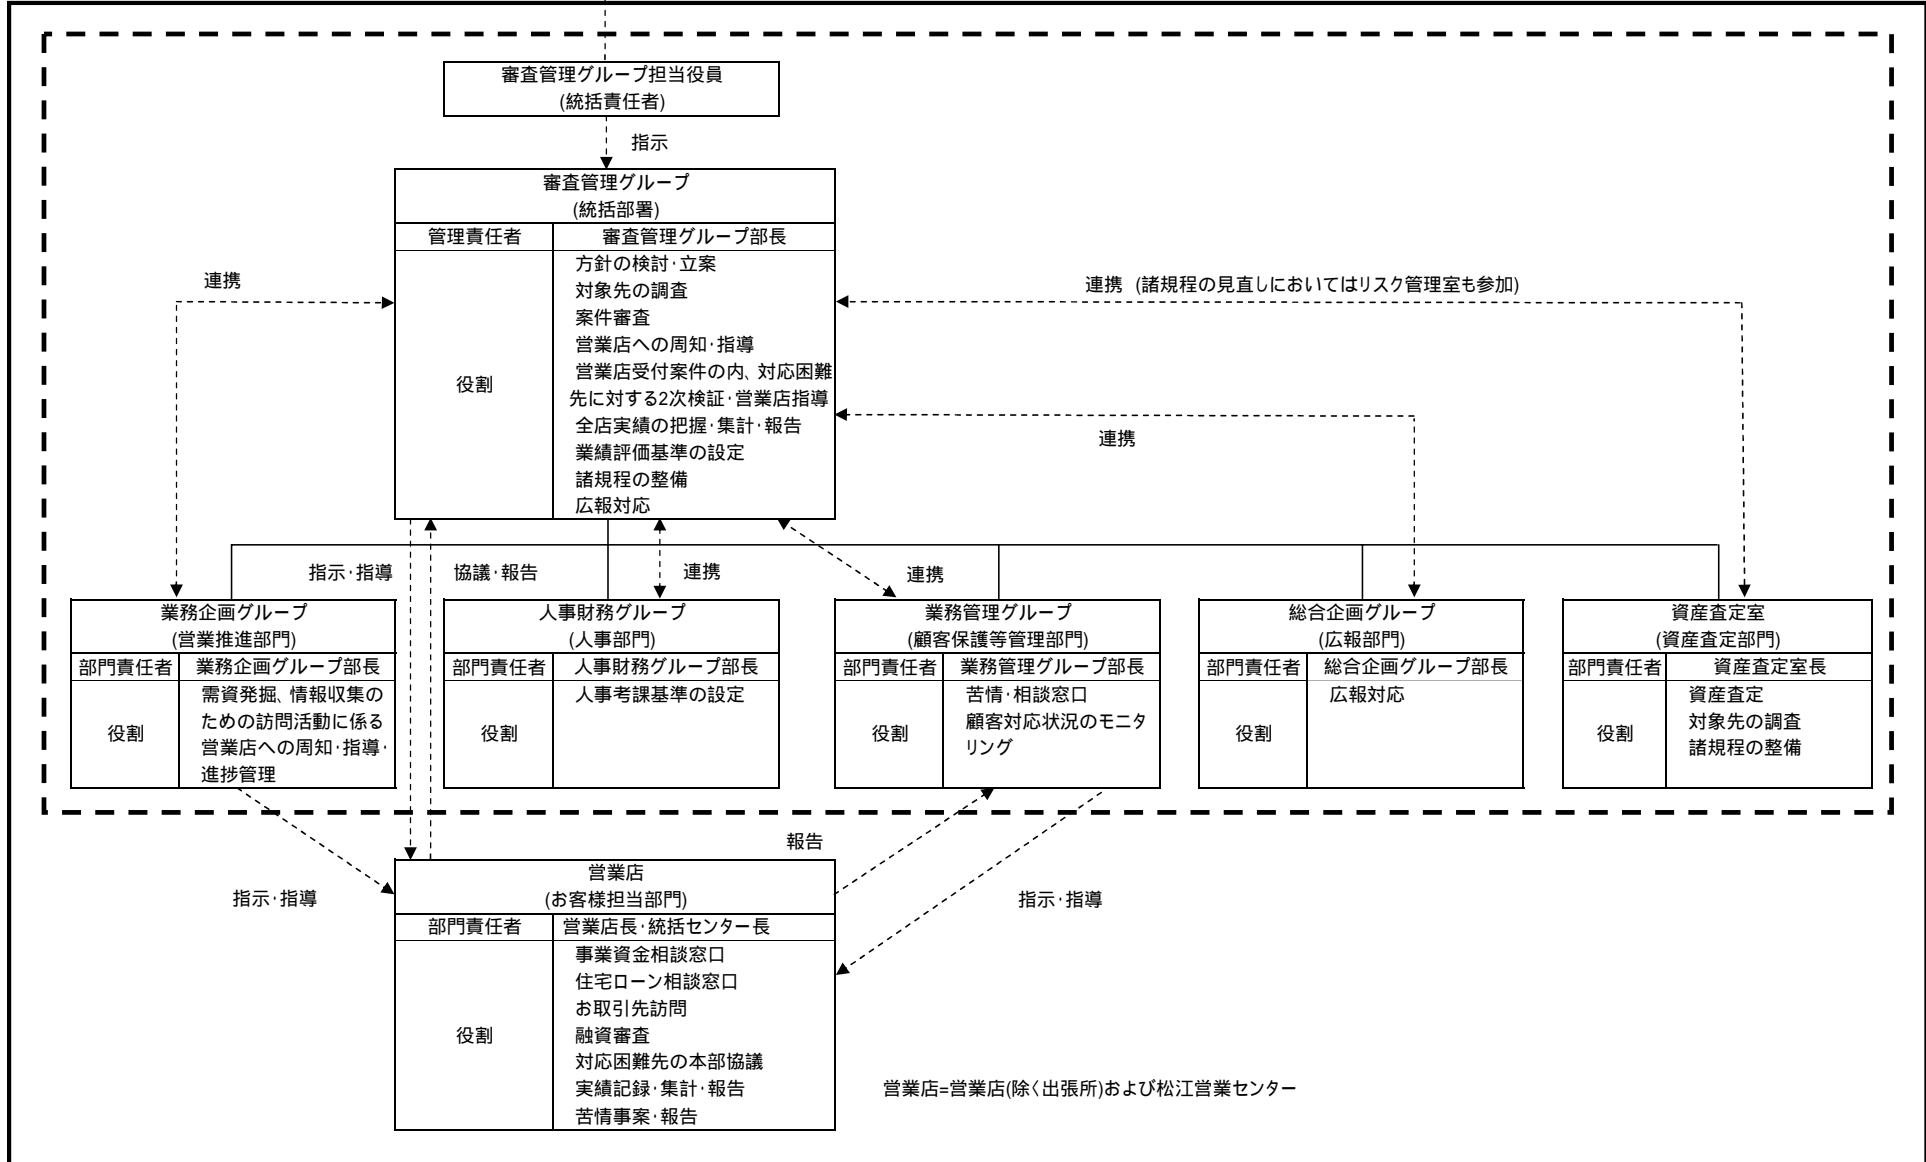 審査管理グループ担当役員
(統括責任者)
指示
審査管理グループ
(統括部署)
管理責任者
審査管理グループ部長
役割
方針の検討･立案
対象先の調査
案件審査
営業店への周知･指導
営業店受付案件の内、対応困難
先に対する2次検証･営業店指導
全店実績の把握･集計･報告
業績評価基準の設定
諸規程の整備
広報対応
連携
連携 (諸規程の見直しにおいてはリスク管理室も参加)
連携
指示･指導
協議･報告
連携
連携
業務企画グループ
(営業推進部門)
部門責任者
業務企画グループ部長
役割
需資発掘、情報収集の
ための訪問活動に係る
営業店への周知･指導･
進捗管理
人事財務グループ
(人事部門)
部門責任者
人事財務グループ部長
役割
人事考課基準の設定
業務管理グループ
(顧客保護等管理部門)
部門責任者
業務管理グループ部長
役割
苦情･相談窓口
顧客対応状況のモニタ
リング
総合企画グループ
(広報部門)
部門責任者
総合企画グループ部長
役割
広報対応
資産査定室
(資産査定部門)
部門責任者
資産査定室長
役割
資産査定
対象先の調査
諸規程の整備
報告
指示･指導
指示･指導
営業店
(お客様担当部門)
部門責任者
営業店長･統括センター長
役割
事業資金相談窓口
住宅ローン相談窓口
お取引先訪問
融資審査
対応困難先の本部協議
実績記録･集計･報告
苦情事案･報告
営業店=営業店(除く出張所)および松江営業センター